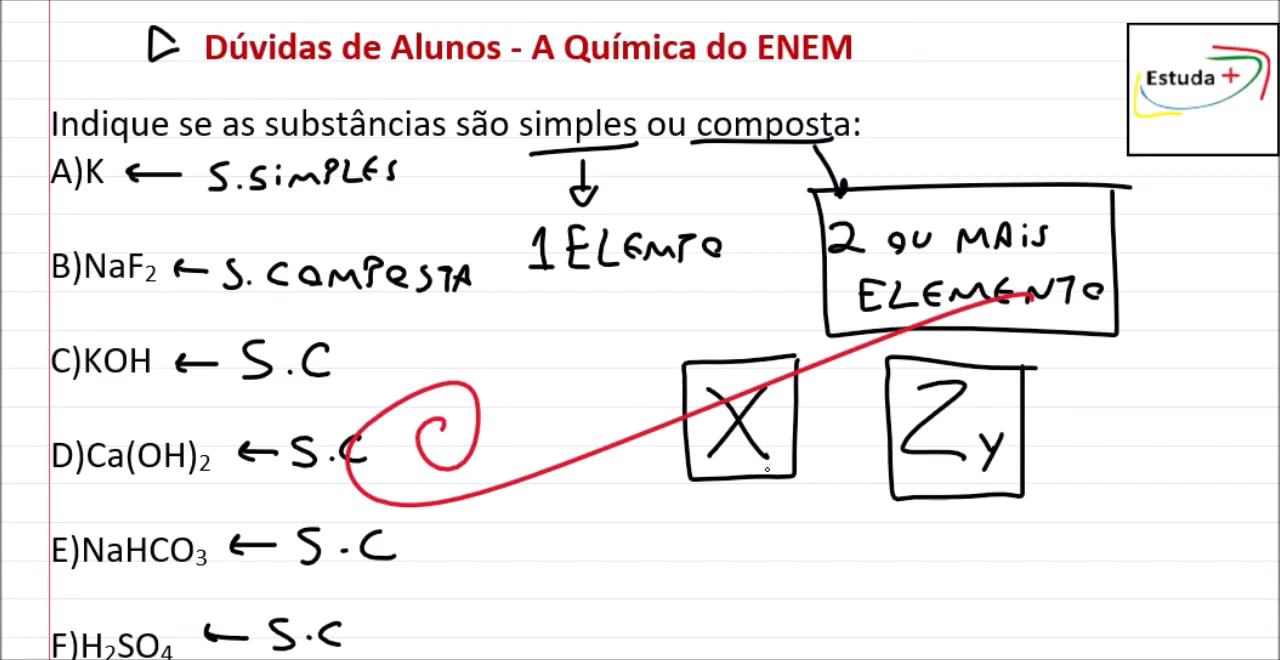 Dúvidas de Alunos - A Química do ENEM
Estuda +
Indique se as substâncias são simples ou composta:
A)K ← S.SiMPLES
1 ELEMTO
2 OU MAiS
ELEMENTO
B)NaF₂ ← S. COMPOSTA
C)KOH ← S.C
X
Zy
D)Ca(OH)₂ ← S.C
E)NaHCO₃ ← S.C
F)H₂SO₄ ← S.C